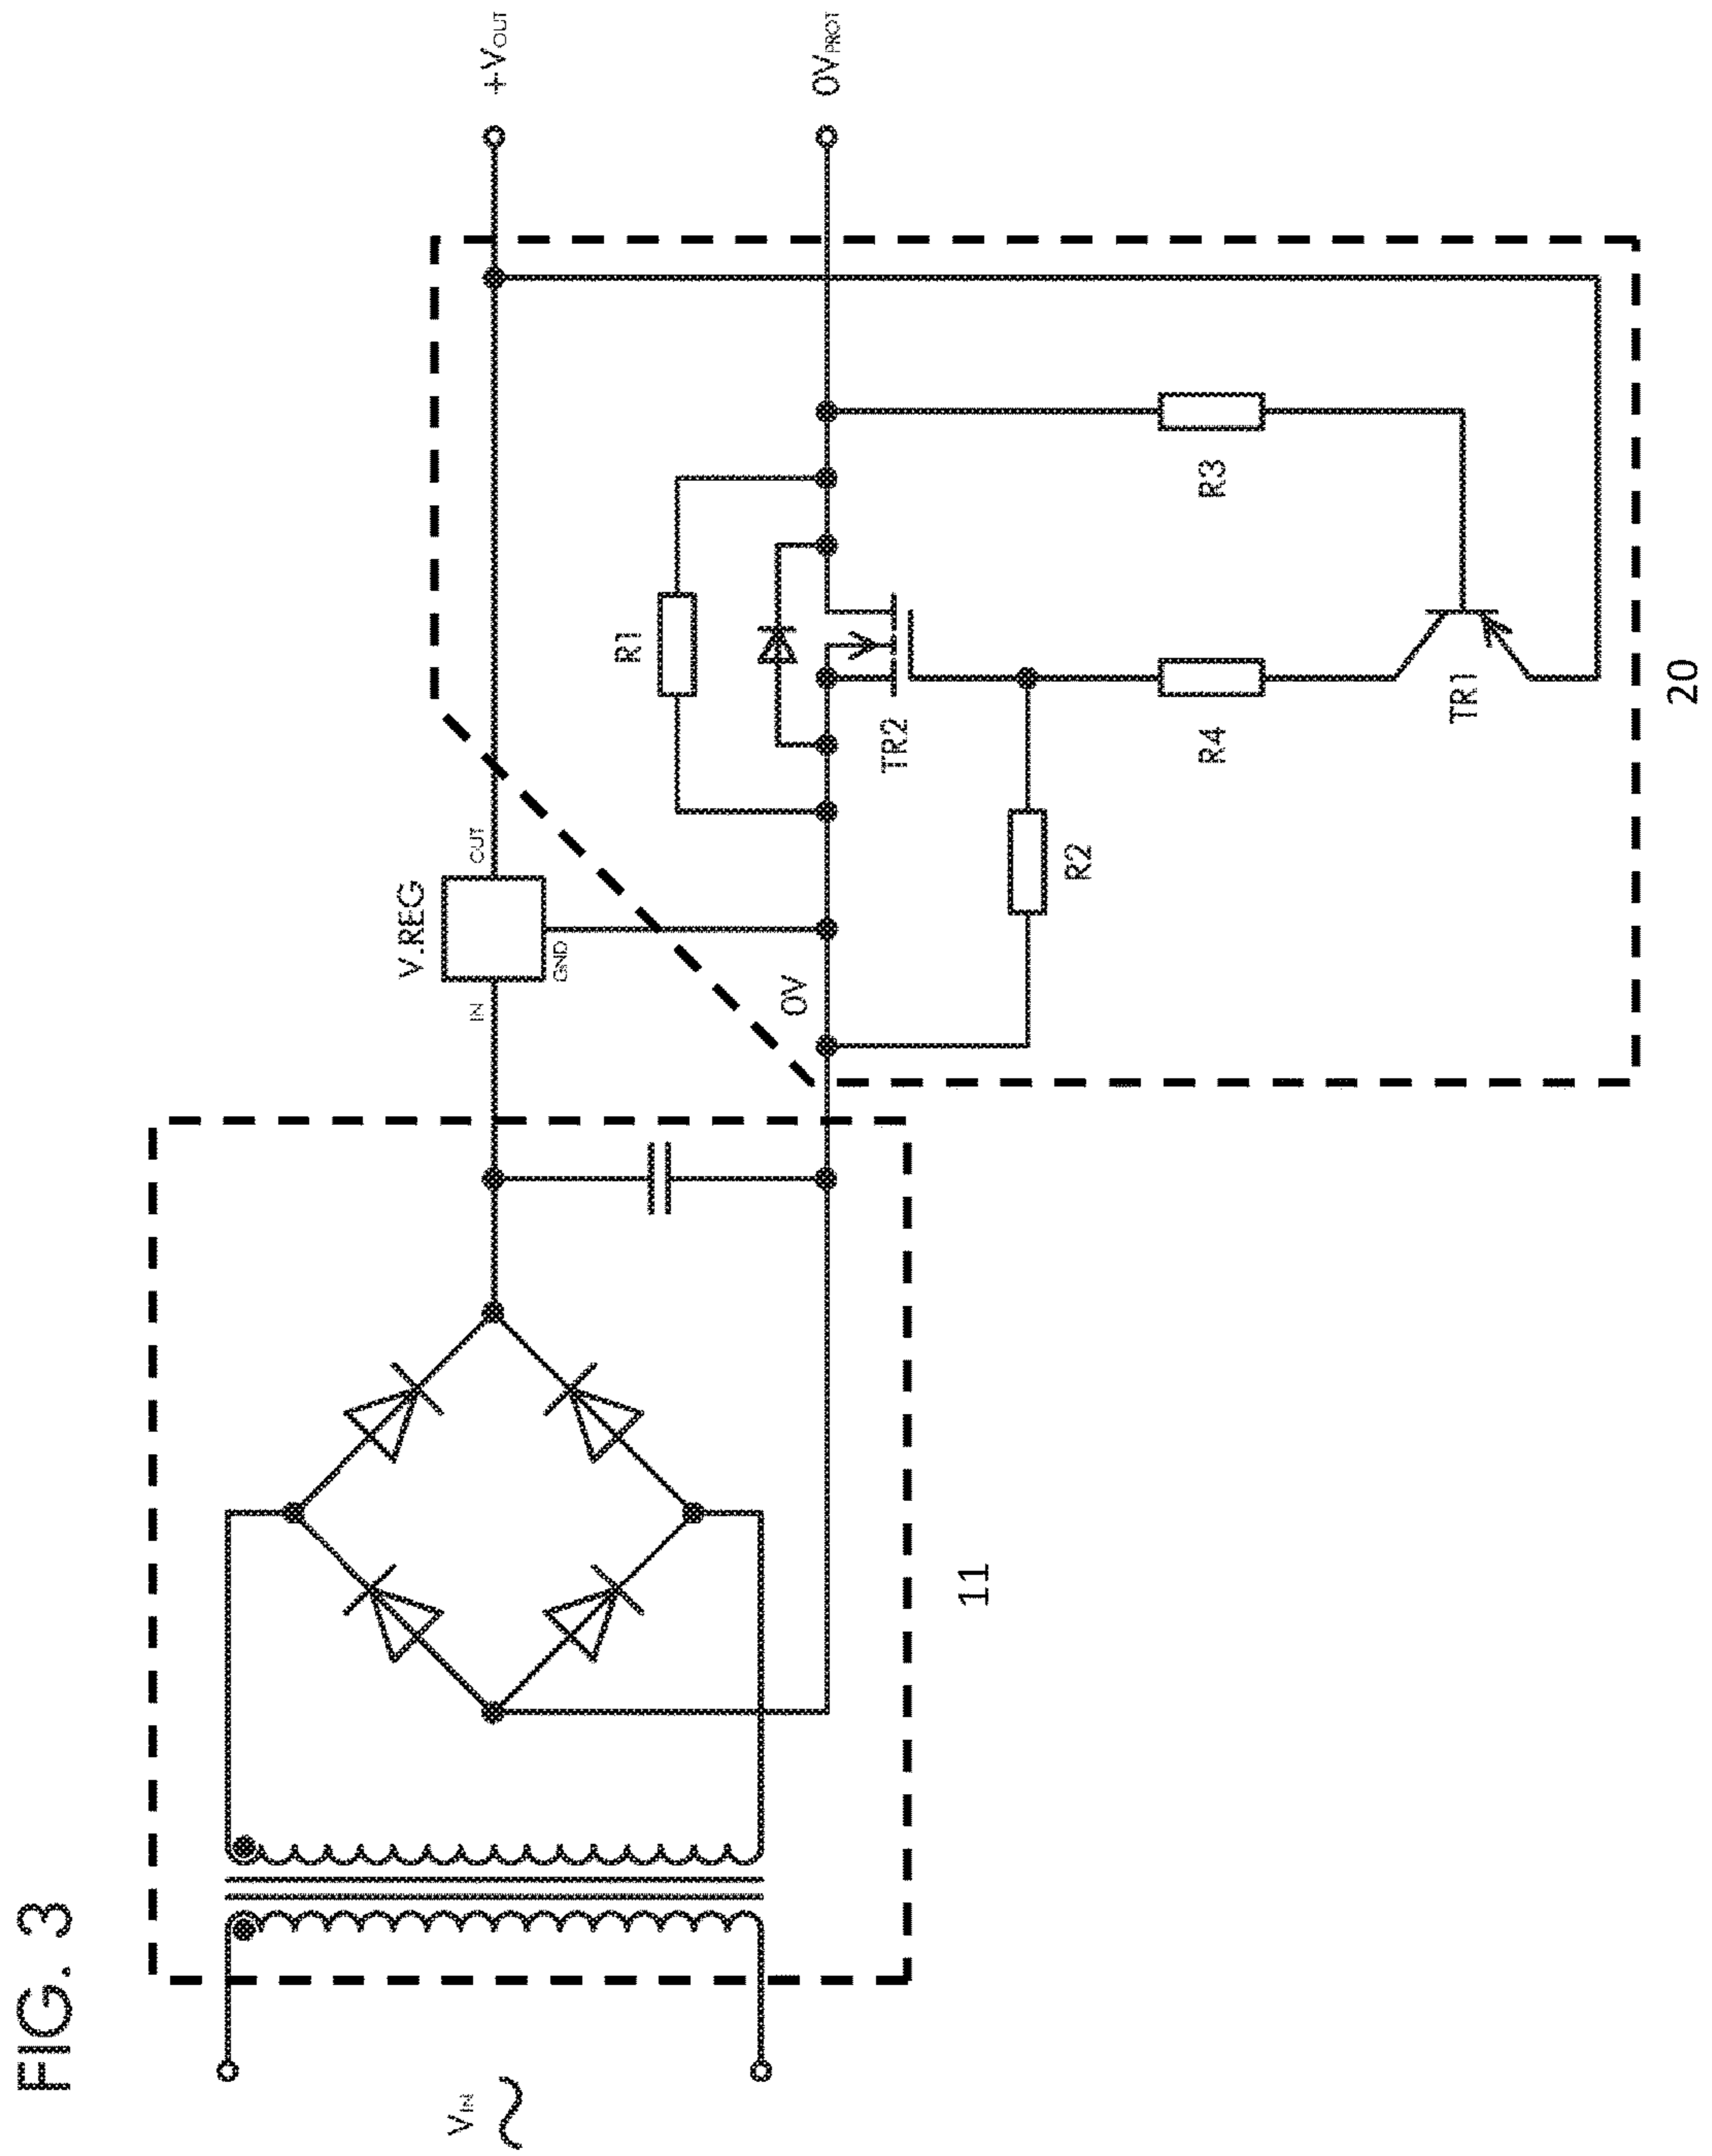 FIG. 3
VIN
11
IN
V.REG
OUT
GND
0V
R1
TR2
R2
R4
R3
TR1
20
+VOUT
0VPROT